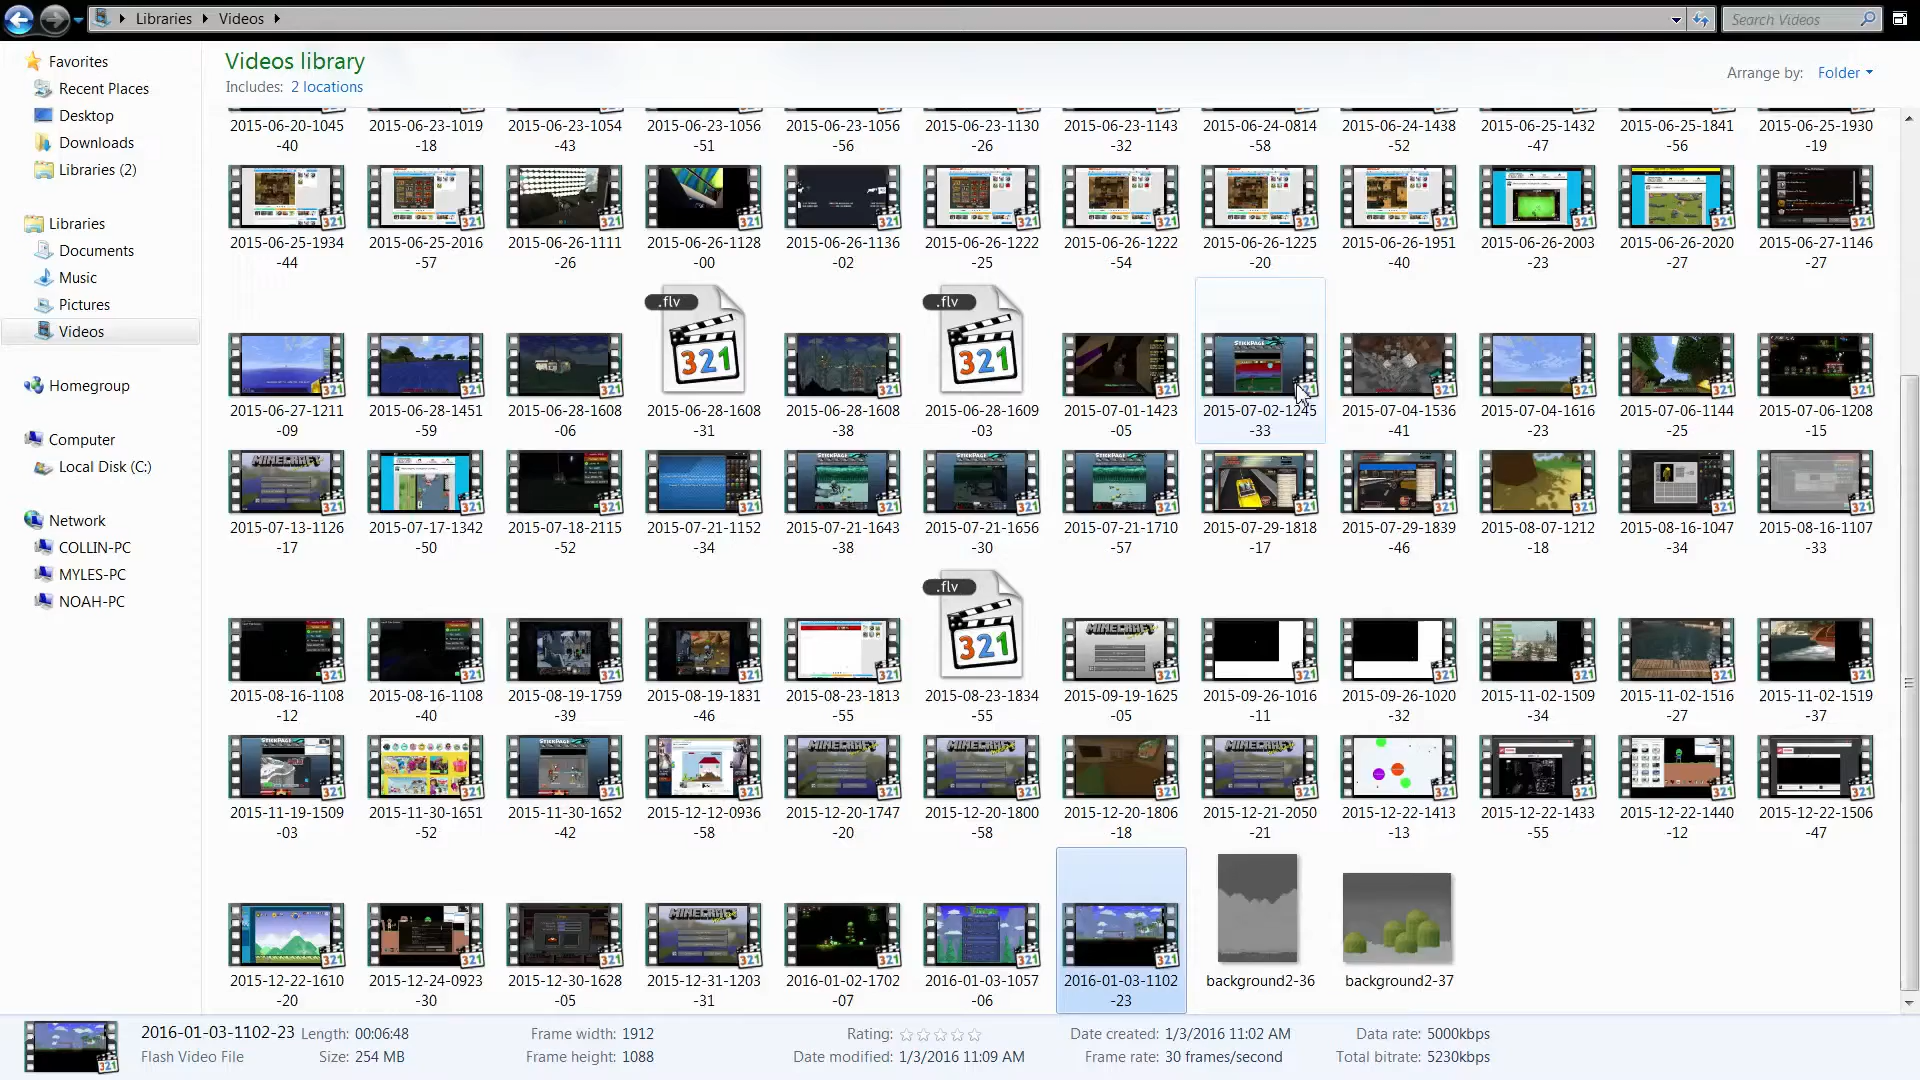 Libraries Videos
Search Videos
Favorites
Recent Places
Desktop
Downloads
Libraries (2)
Libraries
Documents
Music
Pictures
Videos
Homegroup
Computer
Local Disk (C:)
Network
COLLIN-PC
MYLES-PC
NOAH-PC
Videos library
Includes: 2 locations
Arrange by: Folder
2015-06-20-1045 2015-06-23-1019 2015-06-23-1054 2015-06-23-1056 2015-06-23-1056 2015-06-23-1130 2015-06-23-1143 2015-06-24-0814 2015-06-24-1438 2015-06-25-1432 2015-06-25-1841 2015-06-25-1930
-40 -18 -43 -51 -56 -26 -32 -58 -52 -47 -56 -19
2015-06-25-1934 2015-06-25-2016 2015-06-26-1111 2015-06-26-1128 2015-06-26-1136 2015-06-26-1222 2015-06-26-1222 2015-06-26-1225 2015-06-26-1951 2015-06-26-2003 2015-06-26-2020 2015-06-27-1146
-44 -57 -26 -00 -02 -25 -54 -20 -40 -23 -27 -27
.flv .flv
2015-06-27-1211 2015-06-28-1451 2015-06-28-1608 2015-06-28-1608 2015-06-28-1608 2015-06-28-1609 2015-07-01-1423 2015-07-02-1245 2015-07-04-1536 2015-07-04-1616 2015-07-06-1144 2015-07-06-1208
-09 -59 -06 -31 -38 -03 -05 -33 -41 -23 -25 -15
2015-07-13-1126 2015-07-17-1342 2015-07-18-2115 2015-07-21-1152 2015-07-21-1643 2015-07-21-1656 2015-07-21-1710 2015-07-29-1818 2015-07-29-1839 2015-08-07-1212 2015-08-16-1047 2015-08-16-1107
-17 -50 -52 -34 -38 -30 -57 -17 -46 -18 -34 -33
.flv
2015-08-16-1108 2015-08-16-1108 2015-08-19-1759 2015-08-19-1831 2015-08-23-1813 2015-08-23-1834 2015-09-19-1625 2015-09-26-1016 2015-09-26-1020 2015-11-02-1509 2015-11-02-1516 2015-11-02-1519
-12 -40 -39 -46 -55 -55 -05 -11 -32 -34 -27 -37
2015-11-19-1509 2015-11-30-1651 2015-11-30-1652 2015-12-12-0936 2015-12-20-1747 2015-12-20-1800 2015-12-20-1806 2015-12-21-2050 2015-12-22-1413 2015-12-22-1433 2015-12-22-1440 2015-12-22-1506
-03 -52 -42 -58 -20 -58 -18 -21 -13 -55 -12 -47
2015-12-22-1610 2015-12-24-0923 2015-12-30-1628 2015-12-31-1203 2016-01-02-1702 2016-01-03-1057 2016-01-03-1102 background2-36 background2-37
-20 -30 -05 -31 -07 -06 -23
2016-01-03-1102-23 Length: 00:06:48 Frame width: 1912 Rating: Date created: 1/3/2016 11:02 AM Data rate: 5000kbps
Flash Video File Size: 254 MB Frame height: 1088 Date modified: 1/3/2016 11:09 AM Frame rate: 30 frames/second Total bitrate: 5230kbps